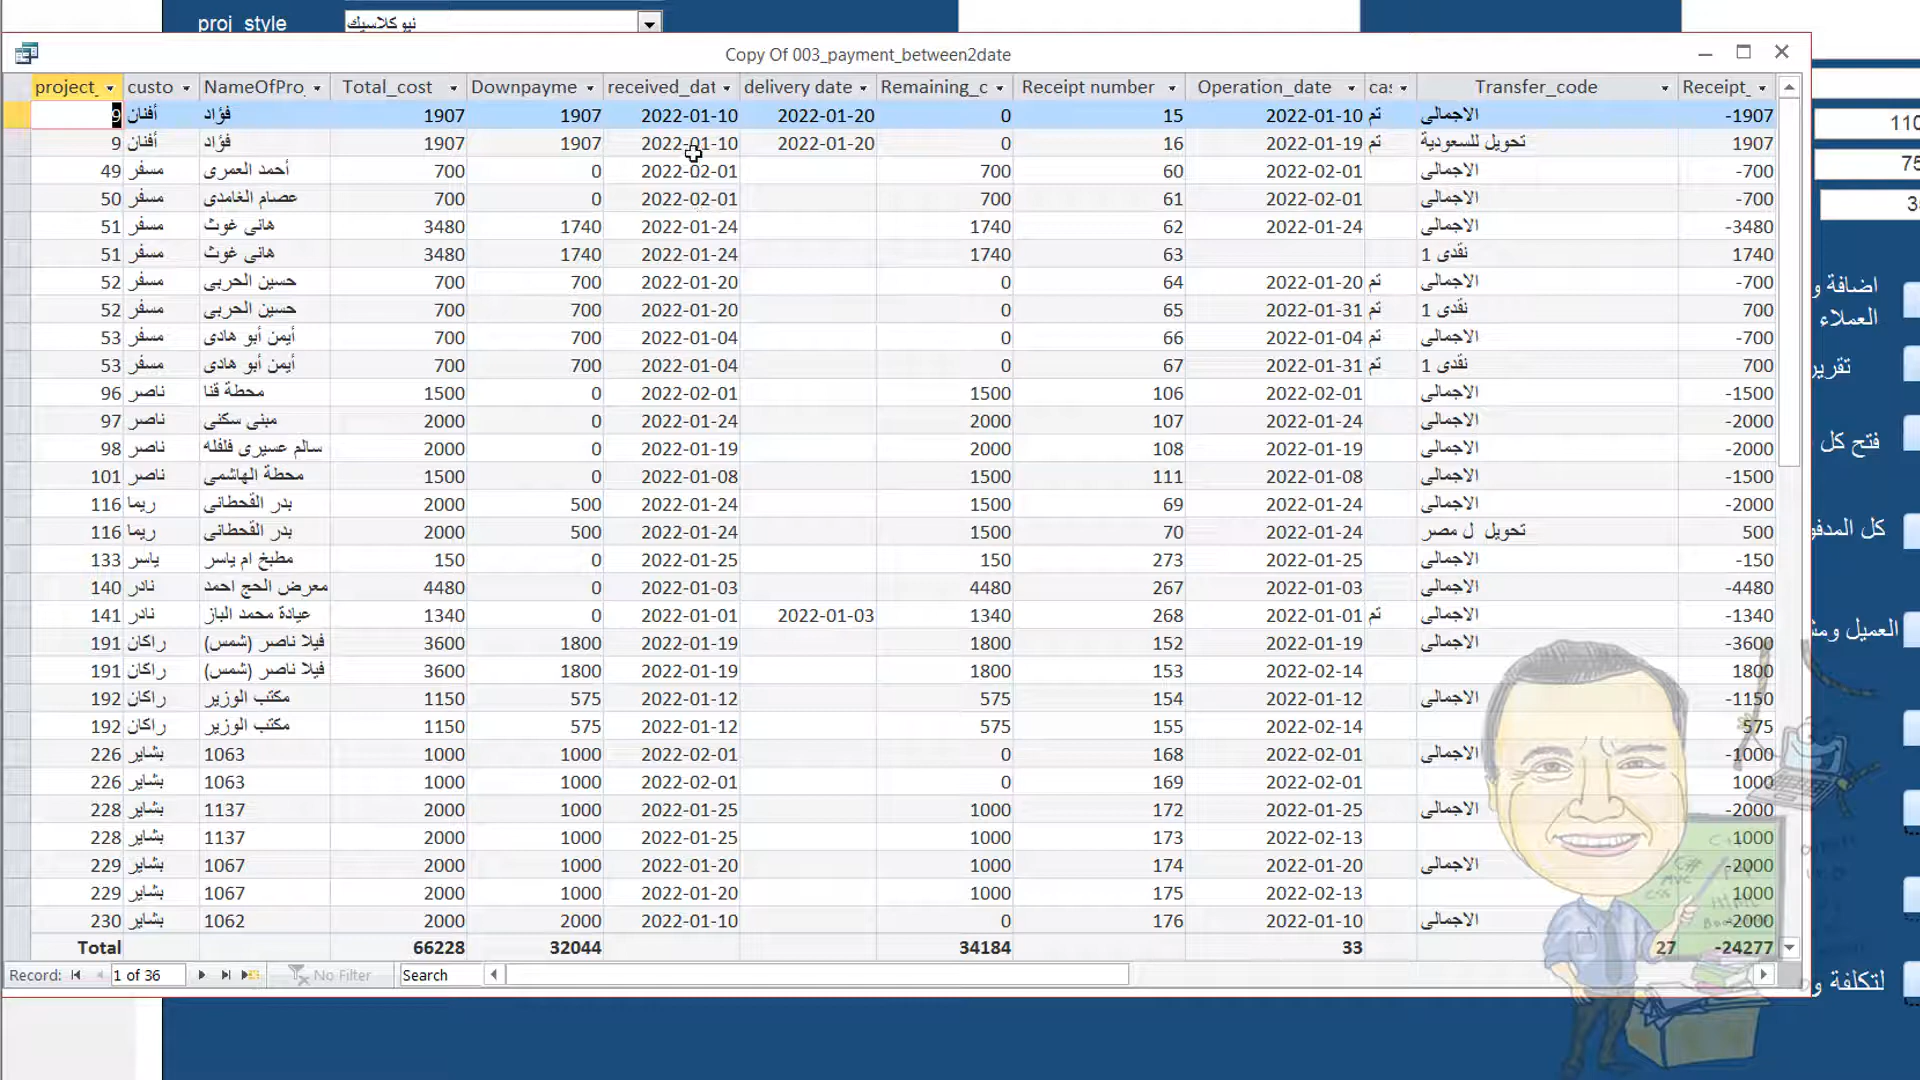 proj_style نيو كلاسيك
Copy Of 003_payment_between2date
project_ custo NameOfPro Total_cost Downpayme received_dat delivery date Remaining_c Receipt number Operation_date cas Transfer_code Receipt_
9 أفنان فؤاد 1907 1907 2022-01-10 2022-01-20 0 15 2022-01-10 تم الاجمالى -1907
9 أفنان فؤاد 1907 1907 2022-01-10 2022-01-20 0 16 2022-01-19 تم تحويل للسعودية 1907
49 مسفر أحمد العمرى 700 0 2022-02-01 700 60 2022-02-01 الاجمالى -700
50 مسفر عصام الغامدى 700 0 2022-02-01 700 61 2022-02-01 الاجمالى -700
51 مسفر هانى غوث 3480 1740 2022-01-24 1740 62 2022-01-24 الاجمالى -3480
51 مسفر هانى غوث 3480 1740 2022-01-24 1740 63 نقدى 1 1740
52 مسفر حسين الحربى 700 700 2022-01-20 0 64 2022-01-20 تم الاجمالى -700
52 مسفر حسين الحربى 700 700 2022-01-20 0 65 2022-01-31 تم نقدى 1 700
53 مسفر أيمن أبو هادى 700 700 2022-01-04 0 66 2022-01-04 تم الاجمالى -700
53 مسفر أيمن أبو هادى 700 700 2022-01-04 0 67 2022-01-31 تم نقدى 1 700
96 ناصر محطة قنا 1500 0 2022-02-01 1500 106 2022-02-01 الاجمالى -1500
97 ناصر مبنى سكنى 2000 0 2022-01-24 2000 107 2022-01-24 الاجمالى -2000
98 ناصر سالم عسيرى فلفله 2000 0 2022-01-19 2000 108 2022-01-19 الاجمالى -2000
101 ناصر محطة الهاشمى 1500 0 2022-01-08 1500 111 2022-01-08 الاجمالى -1500
116 ريما بدر القحطانى 2000 500 2022-01-24 1500 69 2022-01-24 الاجمالى -2000
116 ريما بدر القحطانى 2000 500 2022-01-24 1500 70 2022-01-24 تحويل ل مصر 500
133 ياسر مطبخ ام ياسر 150 0 2022-01-25 150 273 2022-01-25 الاجمالى -150
140 نادر معرض الحج احمد 4480 0 2022-01-03 4480 267 2022-01-03 الاجمالى -4480
141 نادر عيادة محمد الباز 1340 0 2022-01-01 2022-01-03 1340 268 2022-01-01 تم الاجمالى -1340
191 راكان فيلا ناصر (شمس) 3600 1800 2022-01-19 1800 152 2022-01-19 الاجمالى -3600
191 راكان فيلا ناصر (شمس) 3600 1800 2022-01-19 1800 153 2022-02-14 1800
192 راكان مكتب الوزير 1150 575 2022-01-12 575 154 2022-01-12 الاجمالى -1150
192 راكان مكتب الوزير 1150 575 2022-01-12 575 155 2022-02-14 575
226 بشاير 1063 1000 1000 2022-02-01 0 168 2022-02-01 الاجمالى -1000
226 بشاير 1063 1000 1000 2022-02-01 0 169 2022-02-01 1000
228 بشاير 1137 2000 1000 2022-01-25 1000 172 2022-01-25 الاجمالى -2000
228 بشاير 1137 2000 1000 2022-01-25 1000 173 2022-02-13 1000
229 بشاير 1067 2000 1000 2022-01-20 1000 174 2022-01-20 الاجمالى -2000
229 بشاير 1067 2000 1000 2022-01-20 1000 175 2022-02-13 1000
230 بشاير 1062 2000 2000 2022-01-10 0 176 2022-01-10 الاجمالى -2000
Total 66228 32044 34184 33 27 -24277
Record: 1 of 36 No Filter Search
110
75
اضافة و
العملاء
تقرير
فتح كل
كل المدفو
العميل ومش
لتكلفة و